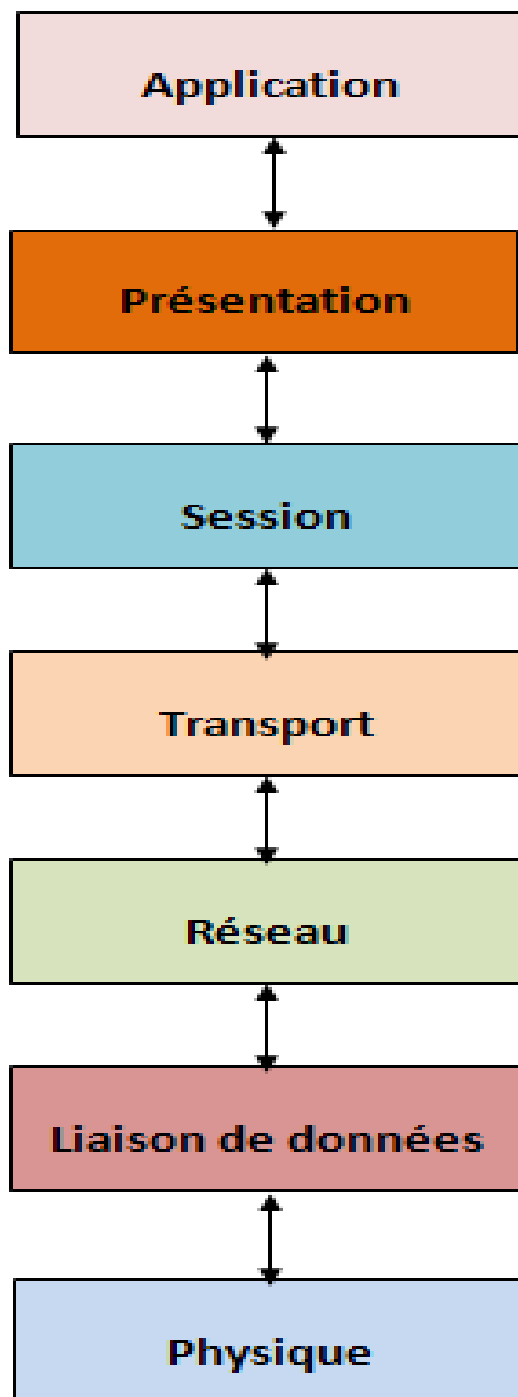 Application
Présentation
Session
Transport
Réseau
Liaison de données
Physique